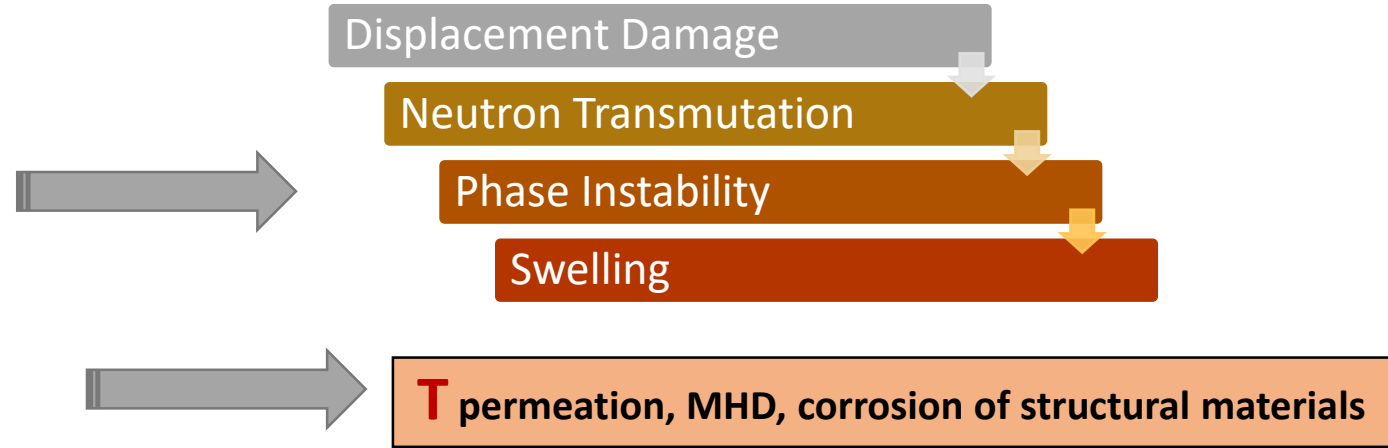 Displacement Damage
Neutron Transmutation
Phase Instability
Swelling
T permeation, MHD, corrosion of structural materials